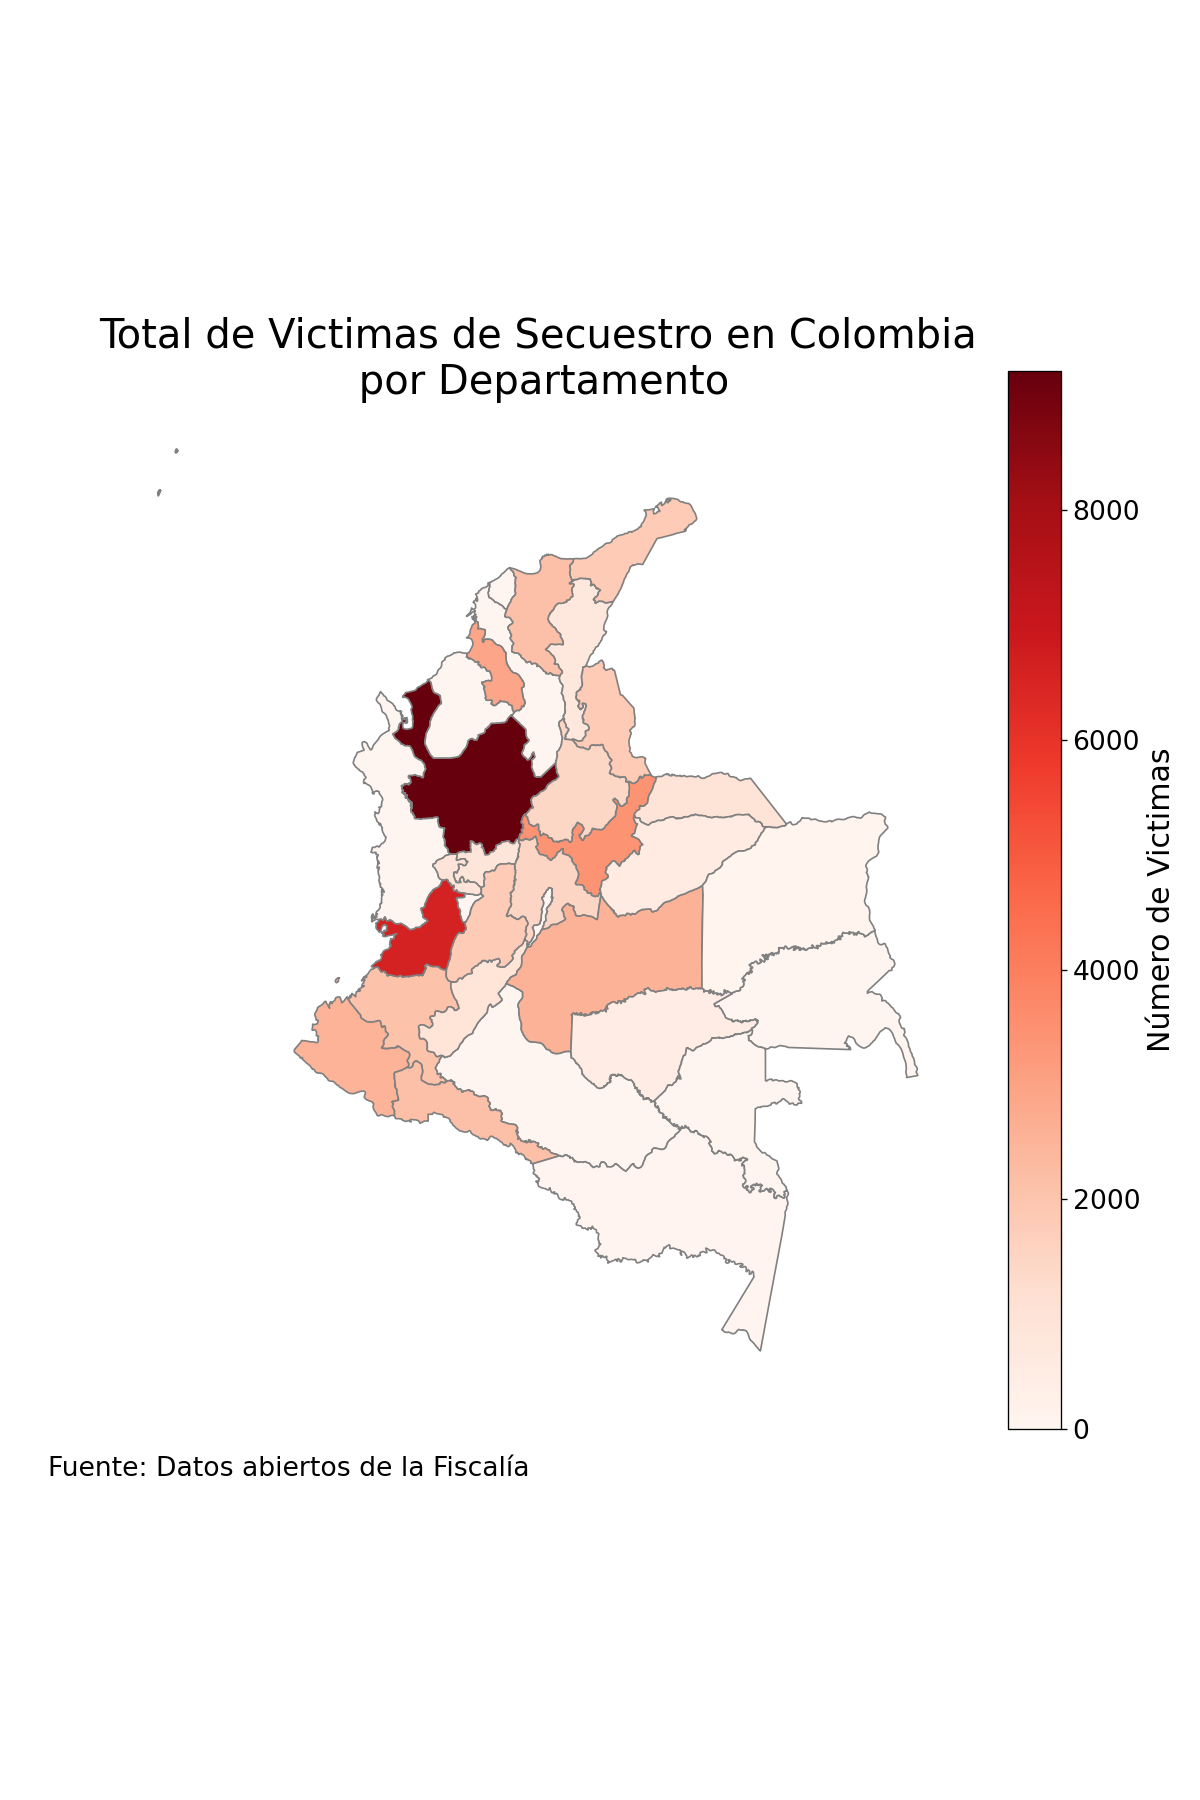 Total de Victimas de Secuestro en Colombia
por Departamento
8000
6000
4000
2000
0
Número de Victimas
Fuente: Datos abiertos de la Fiscalía